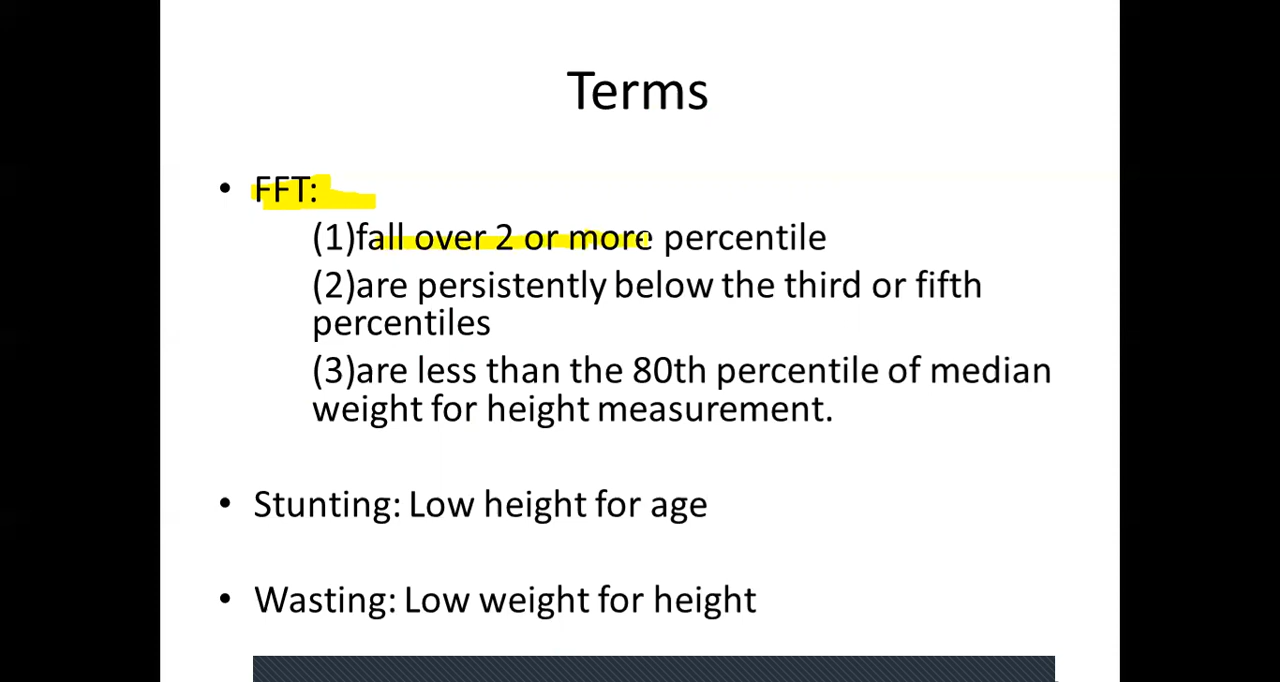 Terms
• FFT:
(1)fall over 2 or more percentile
(2)are persistently below the third or fifth
percentiles
(3)are less than the 80th percentile of median
weight for height measurement.
• Stunting: Low height for age
• Wasting: Low weight for height